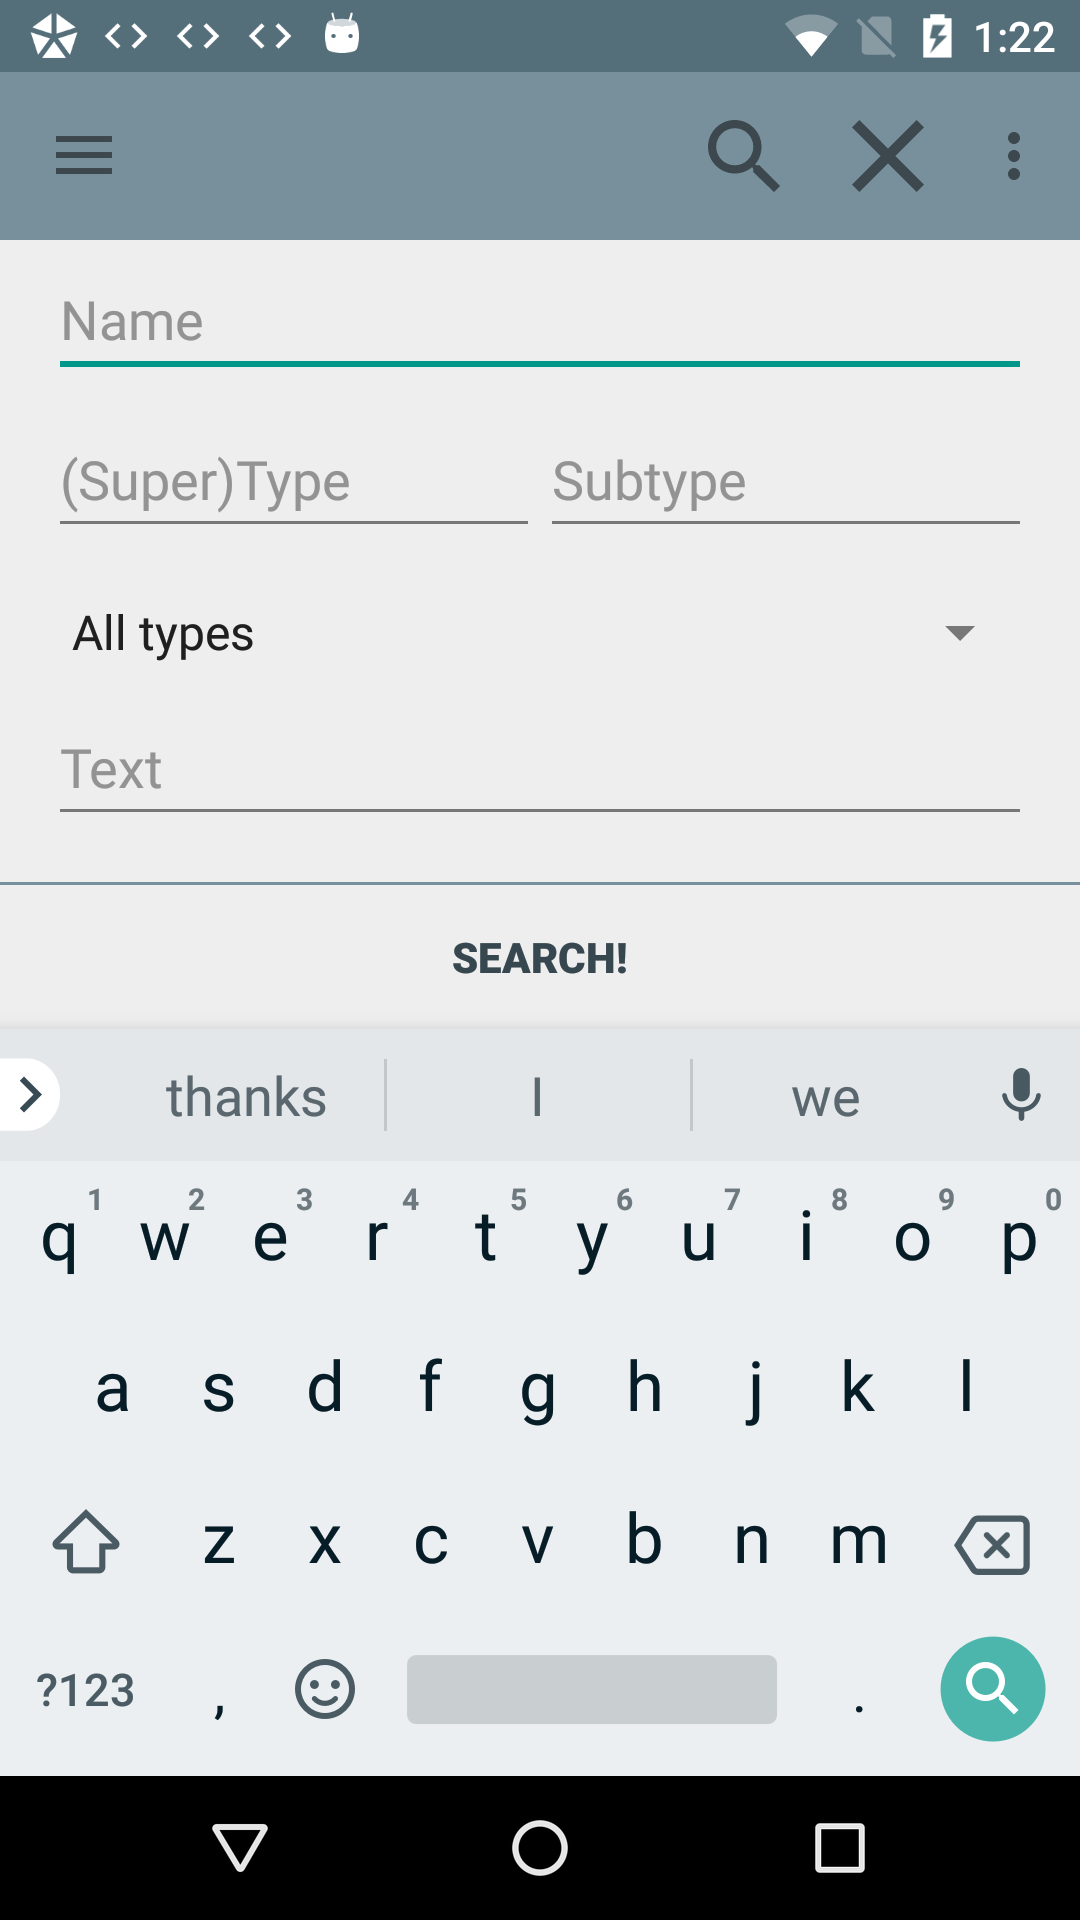 1:22
Name
(Super)Type Subtype
All types
Text
SEARCH!
thanks I we
1 2 3 4 5 6 7 8 9 0
q w e r t y u i o p
a s d f g h j k l
z x c v b n m
?123 , .